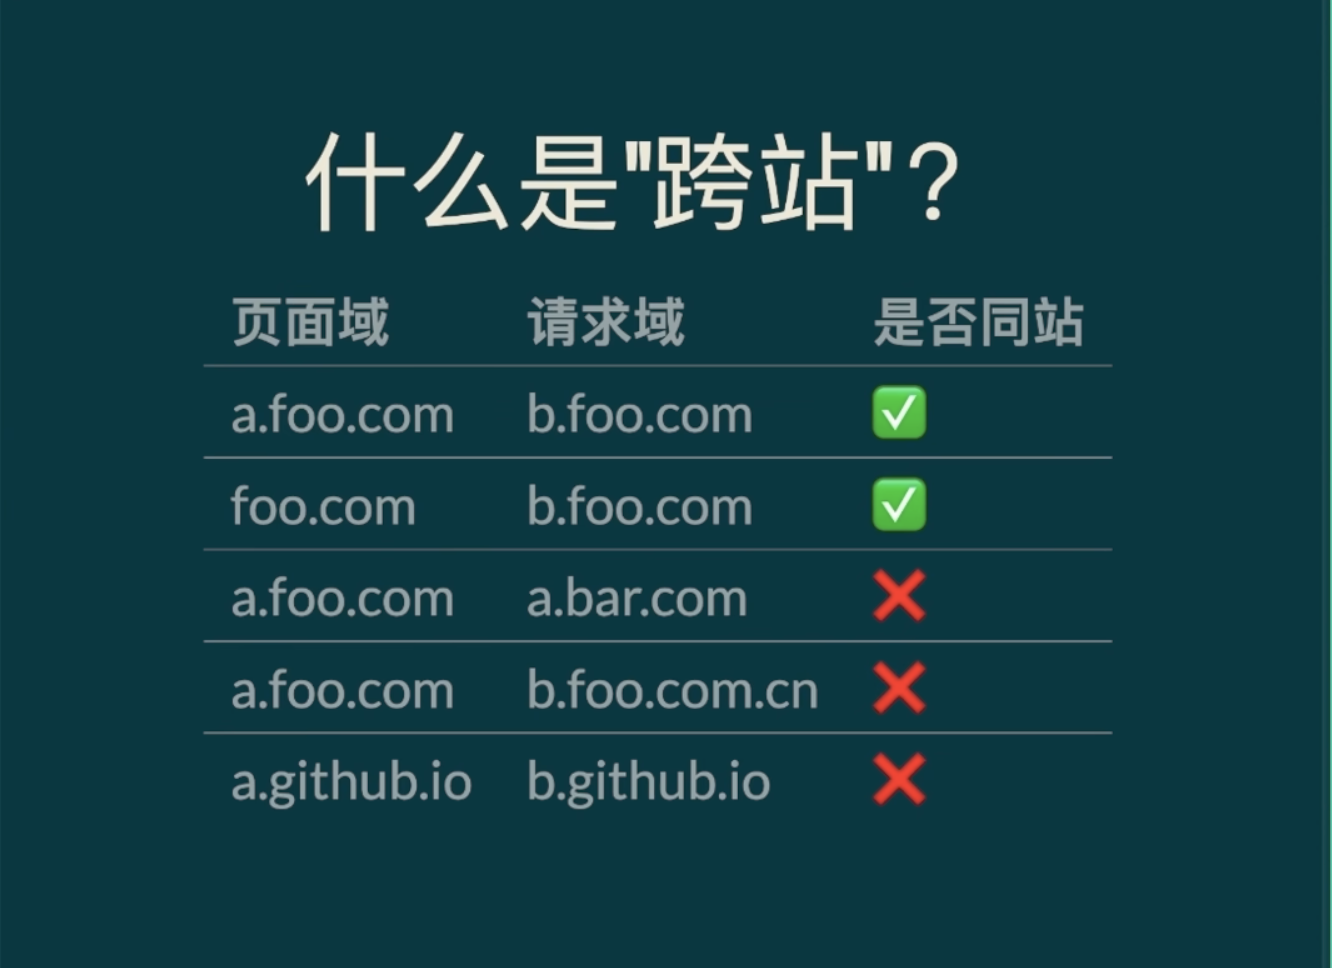 什么是"跨站"?
页面域 请求域 是否同站
a.foo.com b.foo.com ✅
foo.com b.foo.com ✅
a.foo.com a.bar.com ❌
a.foo.com b.foo.com.cn ❌
a.github.io b.github.io ❌